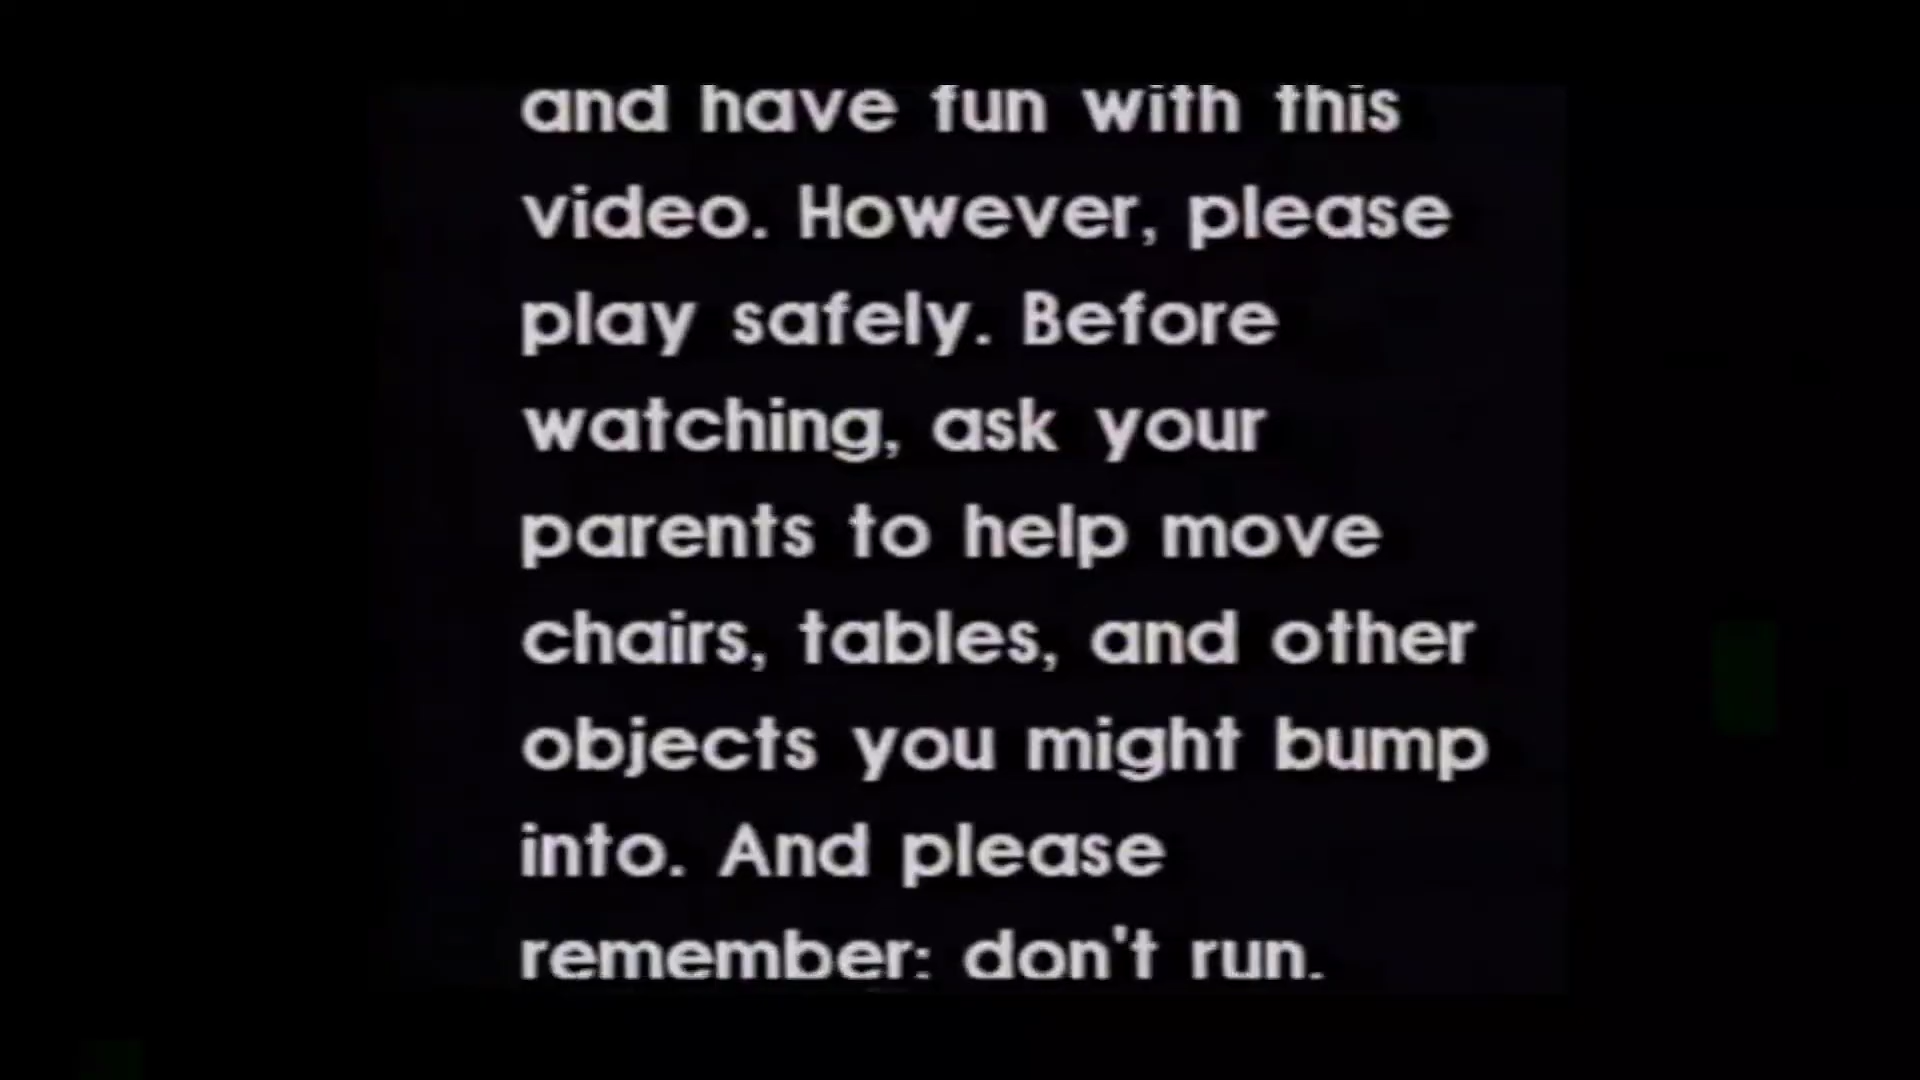 and have fun with this
video. However, please
play safely. Before
watching, ask your
parents to help move
chairs, tables, and other
objects you might bump
into. And please
remember: don't run.